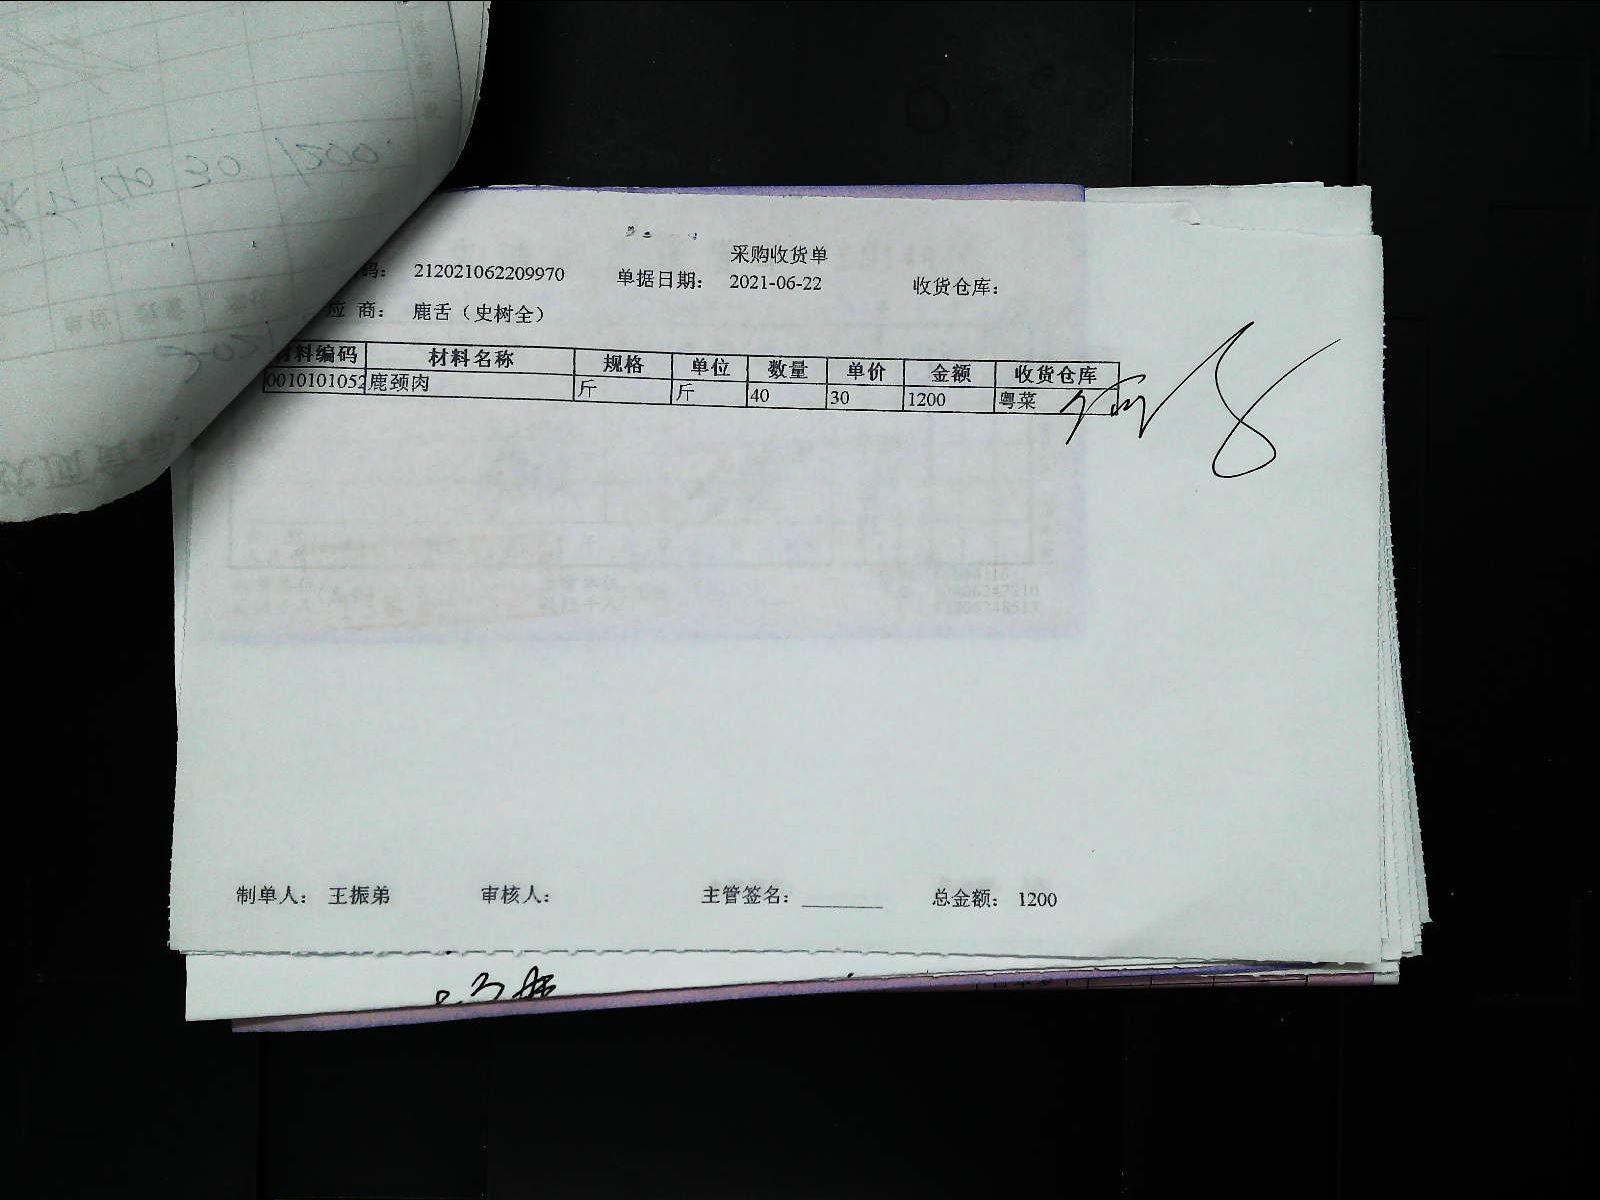 采购收货单
码： 212021062209970 单据日期： 2021-06-22 收货仓库：
应 商： 鹿舌（史树全）
材料编码 材料名称 规格 单位 数量 单价 金额 收货仓库
0010101052 鹿颈肉 斤 斤 40 30 1200 粤菜
制单人： 王振弟 审核人： 主管签名：________ 总金额： 1200